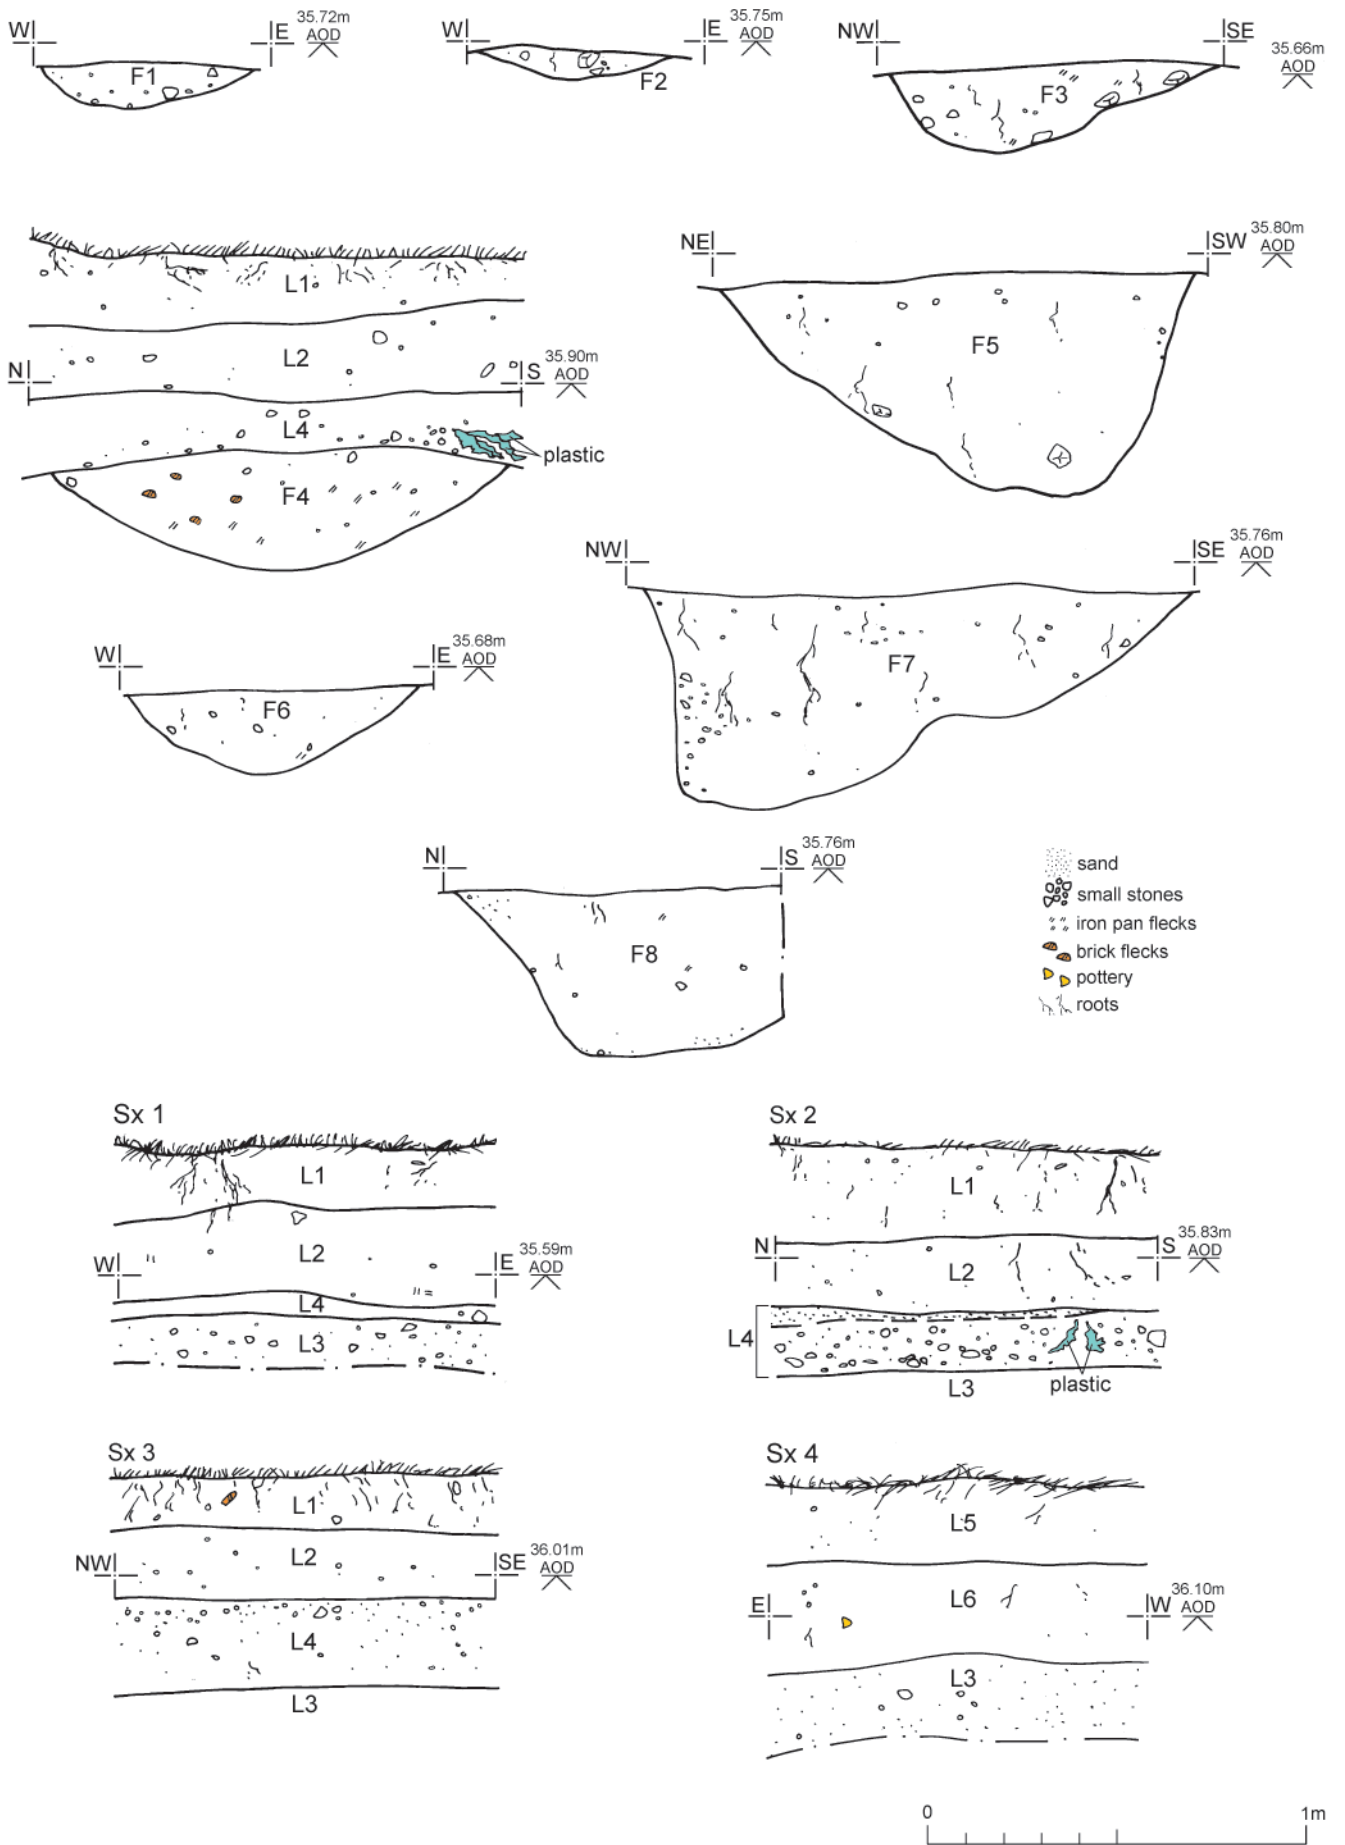 W E 35.72m
AOD
F1
W E 35.75m
AOD
F2
NW SE 35.66m
AOD
F3
L1
L2
N S 35.90m
AOD
L4
plastic
F4
NE SW 35.80m
AOD
F5
NW SE 35.76m
AOD
F7
W E 35.68m
AOD
F6
N S 35.76m
AOD
F8
sand
small stones
iron pan flecks
brick flecks
pottery
roots
Sx 1
L1
L2
W E 35.59m
AOD
L4
L3
Sx 2
L1
N S 35.83m
AOD
L2
L4
plastic
L3
Sx 3
L1
L2
NW SE 36.01m
AOD
L4
L3
Sx 4
L5
L6
E W 36.10m
AOD
L3
0 1m